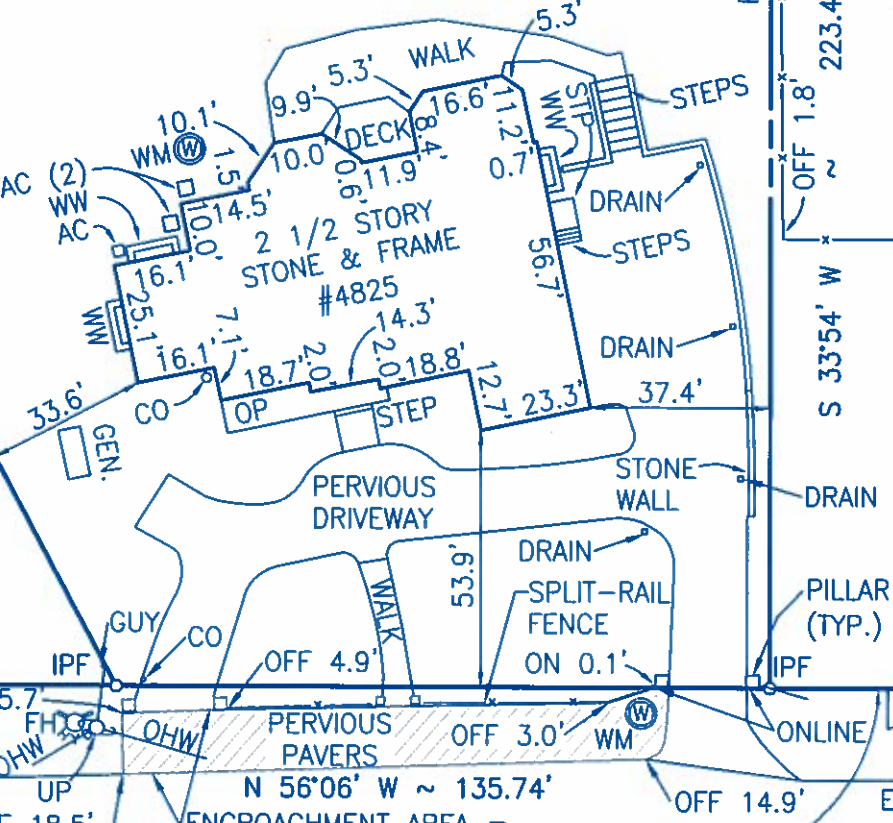 5.3'
WALK
5.3'
9.9'
16.6'
11.2'
WW
STP
STEPS
223.4
OFF 1.8'
~
10.1'
WM W
DECK
8.4'
10.0'
0.6'
11.9'
0.7'
AC (2)
WW
AC
1.5'
14.5'
10.0'
16.1'
2 1/2 STORY
STONE & FRAME
#4825
DRAIN
STEPS
56.7'
25.1'
WW
7.1'
14.3'
DRAIN
S 33°54' W
16.1'
18.7'
2.0'
2.0'
18.8'
12.7'
23.3'
37.4'
33.6'
CO
OP
STEP
GEN.
PERVIOUS
DRIVEWAY
STONE
WALL
DRAIN
DRAIN
53.9'
WALK
SPLIT-RAIL
FENCE
PILLAR
(TYP.)
GUY
CO
IPF
OFF 4.9'
ON 0.1'
IPF
5.7'
FH
OHW
OHW
PERVIOUS
PAVERS
OFF 3.0'
WM W
ONLINE
UP
N 56°06' W ~ 135.74'
OFF 14.9'
E
18.5'
ENCROACHMENT AREA